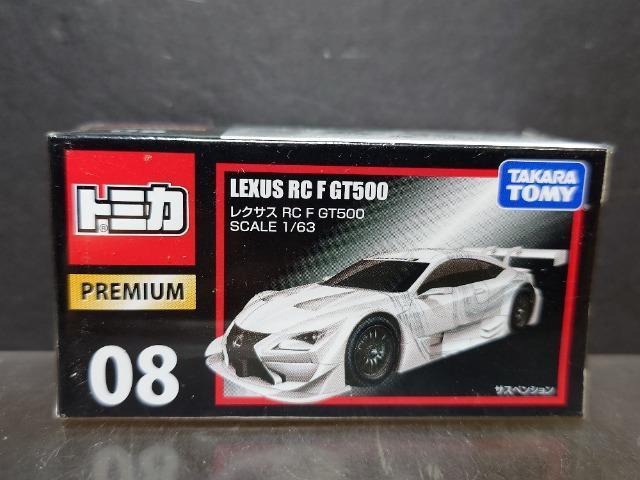 トミカ
®
PREMIUM
08
LEXUS RC F GT500
レクサス RC F GT500
SCALE 1/63
TAKARA
TOMY
サスペンション